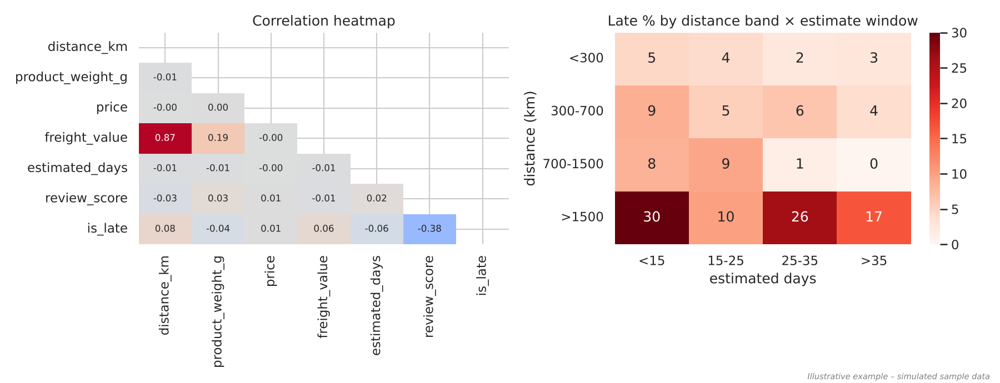 Correlation heatmap
distance_km
product_weight_g -0.01
price -0.00 0.00
freight_value 0.87 0.19 -0.00
estimated_days -0.01 -0.01 -0.00 -0.01
review_score -0.03 0.03 0.01 -0.01 0.02
is_late 0.08 -0.04 0.01 0.06 -0.06 -0.38
distance_km product_weight_g price freight_value estimated_days review_score is_late
Late % by distance band × estimate window
distance (km)
<300 5 4 2 3
300-700 9 5 6 4
700-1500 8 9 1 0
>1500 30 10 26 17
<15 15-25 25-35 >35
estimated days
30
25
20
15
10
5
0
Illustrative example – simulated sample data